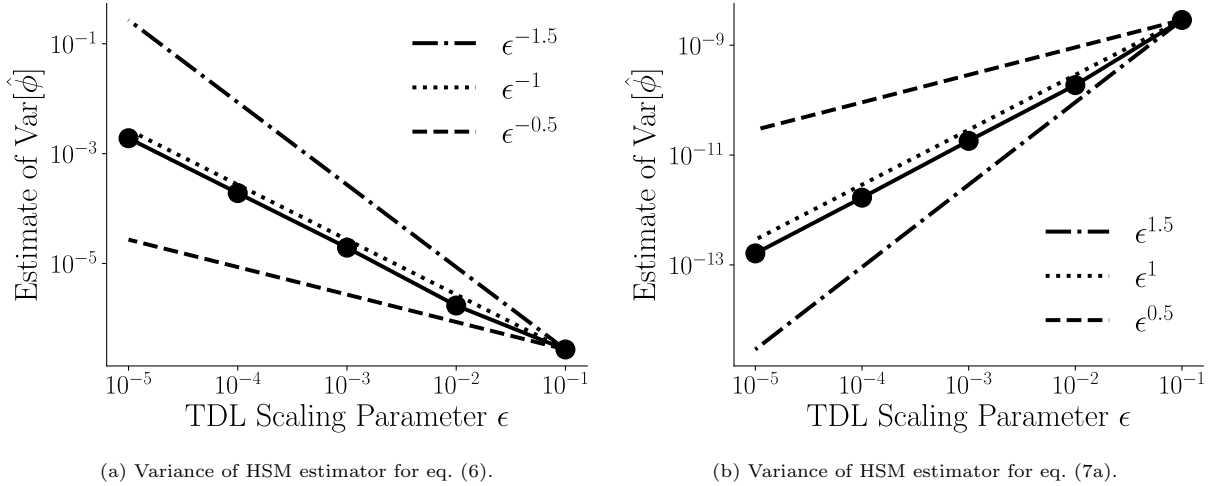 Estimate of Var[ϕ̂]
10⁻¹
10⁻³
10⁻⁵
ϵ⁻¹·⁵
ϵ⁻¹
ϵ⁻⁰·⁵
10⁻⁵ 10⁻⁴ 10⁻³ 10⁻² 10⁻¹
TDL Scaling Parameter ϵ
(a) Variance of HSM estimator for eq. (6).
Estimate of Var[ϕ̂]
10⁻⁹
10⁻¹¹
10⁻¹³
ϵ¹·⁵
ϵ¹
ϵ⁰·⁵
10⁻⁵ 10⁻⁴ 10⁻³ 10⁻² 10⁻¹
TDL Scaling Parameter ϵ
(b) Variance of HSM estimator for eq. (7a).